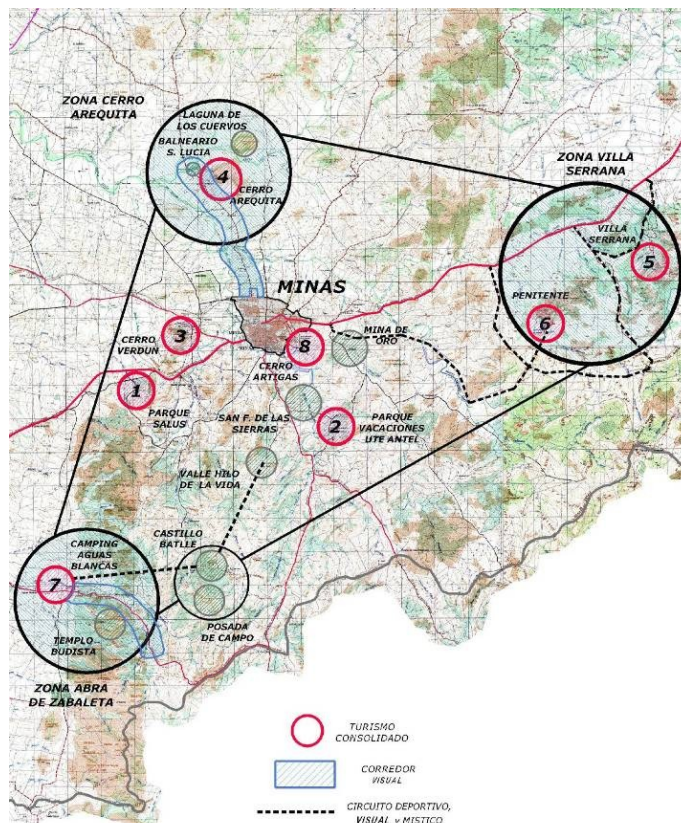 ZONA CERRO
AREQUITA
LAGUNA DE
LOS CUERVOS
BALNEARIO
S. LUCIA
4
CERRO
AREQUITA
ZONA VILLA
SERRANA
VILLA
SERRANA
5
PENITENTE
6
MINAS
3
CERRO
VERDUN
8
CERRO
ARTIGAS
MINA DE
ORO
1
PARQUE
SALUS
SAN F. DE LAS
SIERRAS
2
PARQUE
VACACIONES
UTE ANTEL
VALLE HILO
DE LA VIDA
CASTILLO
BATLLE
CAMPING
AGUAS
BLANCAS
7
TEMPLO
BUDISTA
POSADA
DE CAMPO
ZONA ABRA
DE ZABALETA
TURISMO
CONSOLIDADO
CORREDOR
VISUAL
CIRCUITO DEPORTIVO,
VISUAL y MISTICO